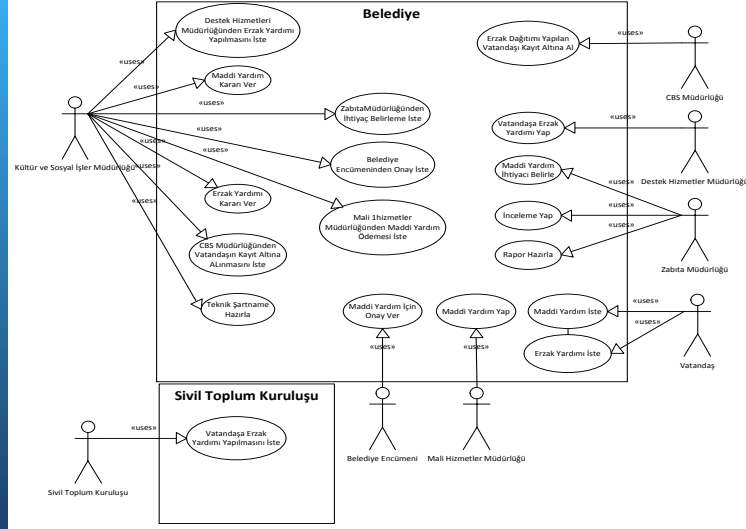 Belediye
Destek Hizmetleri
Müdürlüğünden Erzak Yardımı
Yapılmasını İste
«uses»
Maddi Yardım
Kararı Ver
«uses»
ZabıtaMüdürlüğünden
İhtiyaç Belirleme İste
«uses»
Belediye
Encümeninden Onay İste
«uses»
Erzak Yardımı
Kararı Ver
«uses»
Mali 1hizmetler
Müdürlüğünden Maddi Yardım
Ödemesi İste
«uses»
CBS Müdürlüğünden
Vatandaşın Kayıt Altına
ALınmasını İste
«uses»
Teknik Şartname
Hazırla
«uses»
Kültür ve Sosyal İşler Müdürlüğü
Erzak Dağıtımı Yapılan
Vatandaşı Kayıt Altına Al
«uses»
CBS Müdürlüğü
Vatandaşa Erzak
Yardımı Yap
«uses»
Destek Hizmetler Müdürlüğü
Maddi Yardım
İhtiyacı Belirle
«uses»
İnceleme Yap
«uses»
Rapor Hazırla
«uses»
Zabıta Müdürlüğü
Maddi Yardım İçin
Onay Ver
«uses»
Belediye Encümeni
Maddi Yardım Yap
«uses»
Mali Hizmetler Müdürlüğü
Maddi Yardım İste
«uses»
Erzak Yardımı İste
«uses»
Vatandaş
Sivil Toplum Kuruluşu
Vatandaşa Erzak
Yardımı Yapılmasını İste
«uses»
Sivil Toplum Kuruluşu